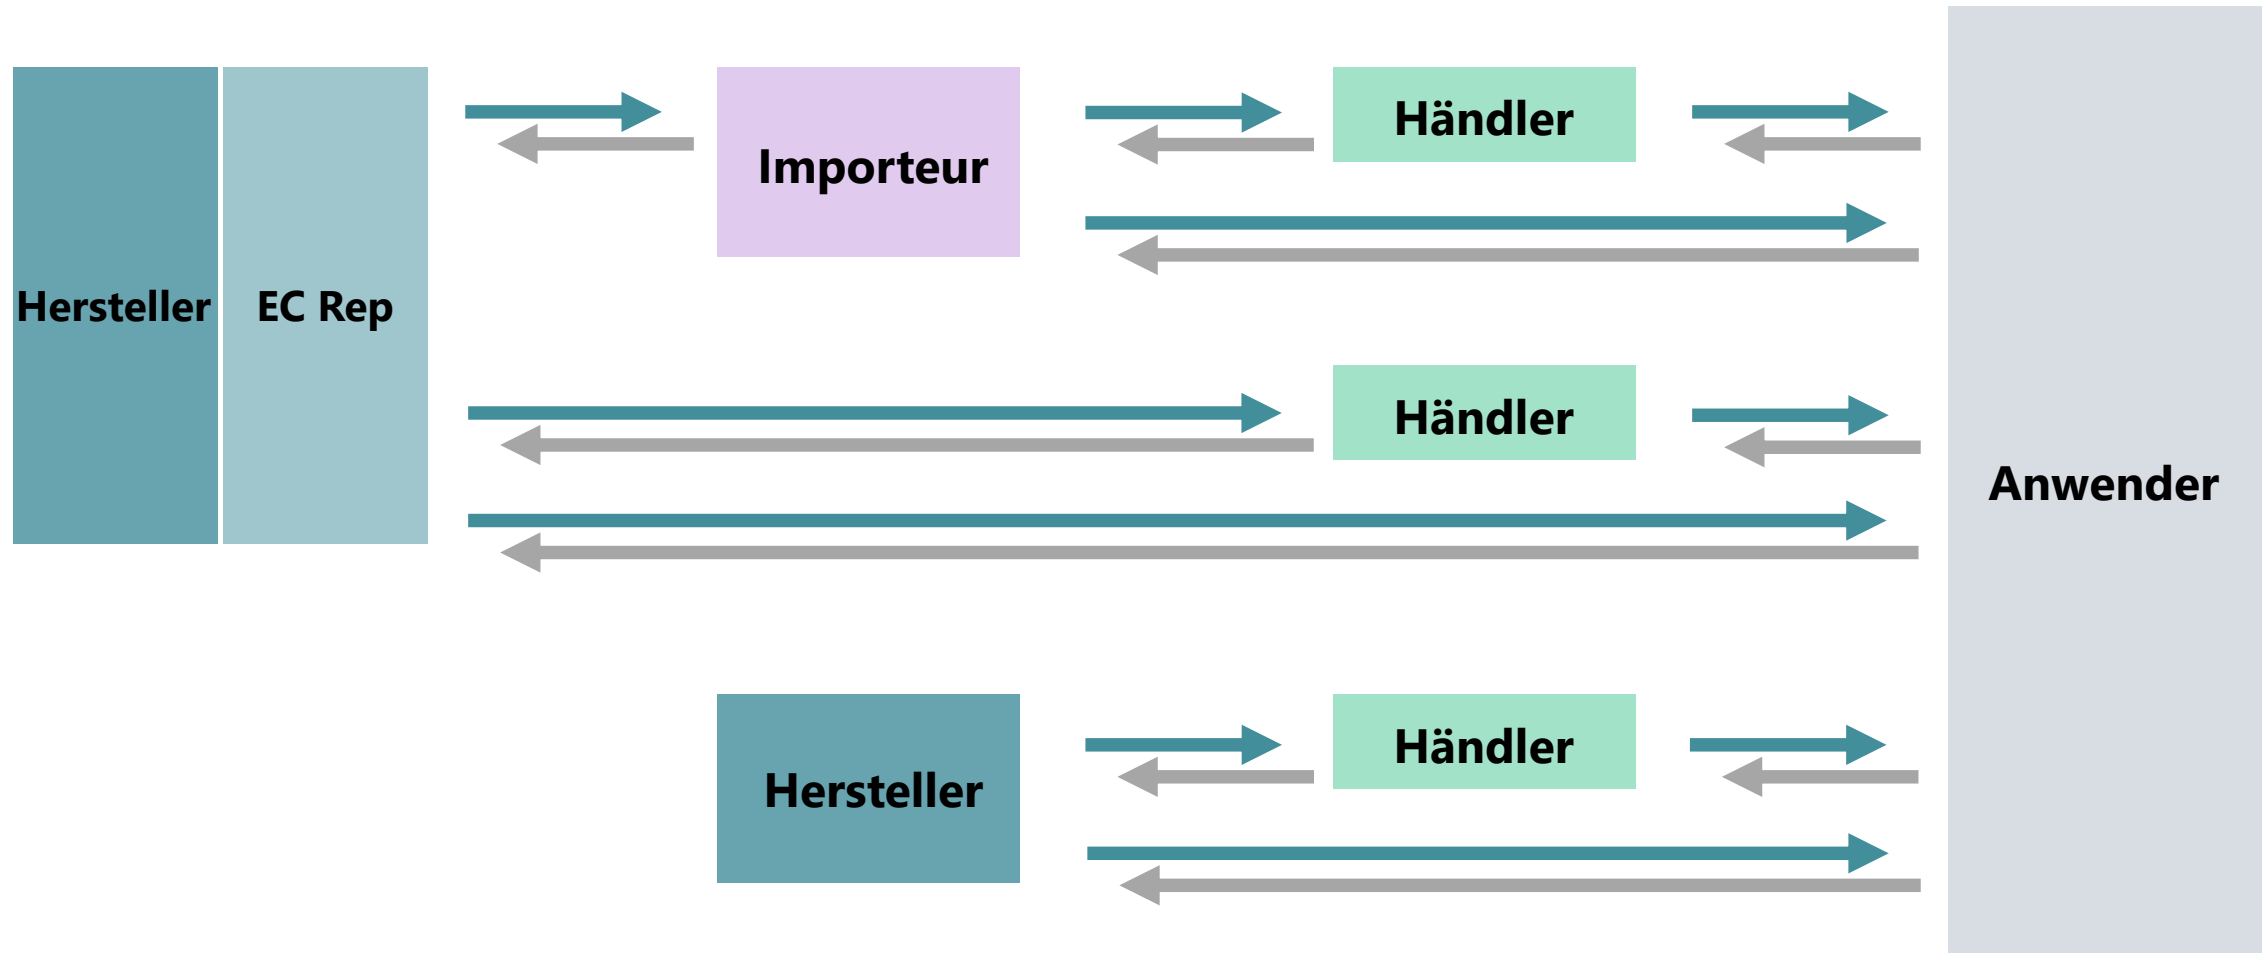 Hersteller
EC Rep
Importeur
Händler
Händler
Anwender
Hersteller
Händler